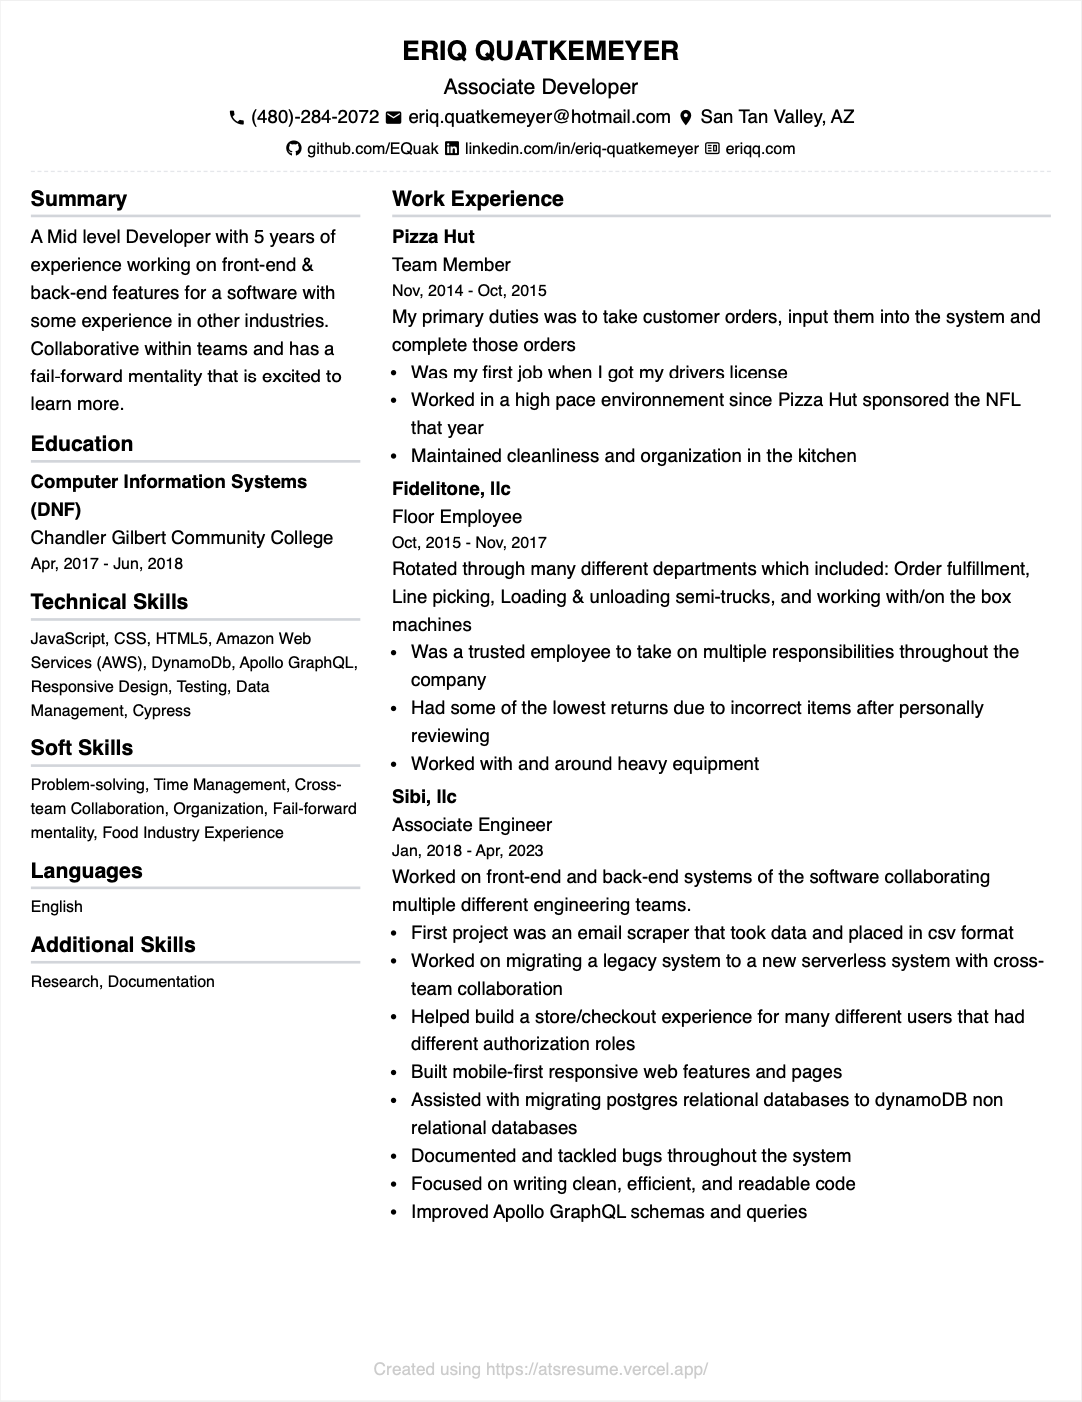 ERIQ QUATKEMEYER
Associate Developer
(480)-284-2072 eriq.quatkemeyer@hotmail.com San Tan Valley, AZ
github.com/EQuak linkedin.com/in/eriq-quatkemeyer eriqq.com
Summary
A Mid level Developer with 5 years of
experience working on front-end &
back-end features for a software with
some experience in other industries.
Collaborative within teams and has a
fail-forward mentality that is excited to
learn more.
Education
Computer Information Systems
(DNF)
Chandler Gilbert Community College
Apr, 2017 - Jun, 2018
Technical Skills
JavaScript, CSS, HTML5, Amazon Web
Services (AWS), DynamoDb, Apollo GraphQL,
Responsive Design, Testing, Data
Management, Cypress
Soft Skills
Problem-solving, Time Management, Cross-
team Collaboration, Organization, Fail-forward
mentality, Food Industry Experience
Languages
English
Additional Skills
Research, Documentation
Work Experience
Pizza Hut
Team Member
Nov, 2014 - Oct, 2015
My primary duties was to take customer orders, input them into the system and
complete those orders
• Was my first job when I got my drivers license
• Worked in a high pace environnement since Pizza Hut sponsored the NFL
that year
• Maintained cleanliness and organization in the kitchen
Fidelitone, llc
Floor Employee
Oct, 2015 - Nov, 2017
Rotated through many different departments which included: Order fulfillment,
Line picking, Loading & unloading semi-trucks, and working with/on the box
machines
• Was a trusted employee to take on multiple responsibilities throughout the
company
• Had some of the lowest returns due to incorrect items after personally
reviewing
• Worked with and around heavy equipment
Sibi, llc
Associate Engineer
Jan, 2018 - Apr, 2023
Worked on front-end and back-end systems of the software collaborating
multiple different engineering teams.
• First project was an email scraper that took data and placed in csv format
• Worked on migrating a legacy system to a new serverless system with cross-
team collaboration
• Helped build a store/checkout experience for many different users that had
different authorization roles
• Built mobile-first responsive web features and pages
• Assisted with migrating postgres relational databases to dynamoDB non
relational databases
• Documented and tackled bugs throughout the system
• Focused on writing clean, efficient, and readable code
• Improved Apollo GraphQL schemas and queries
Created using https://atsresume.vercel.app/